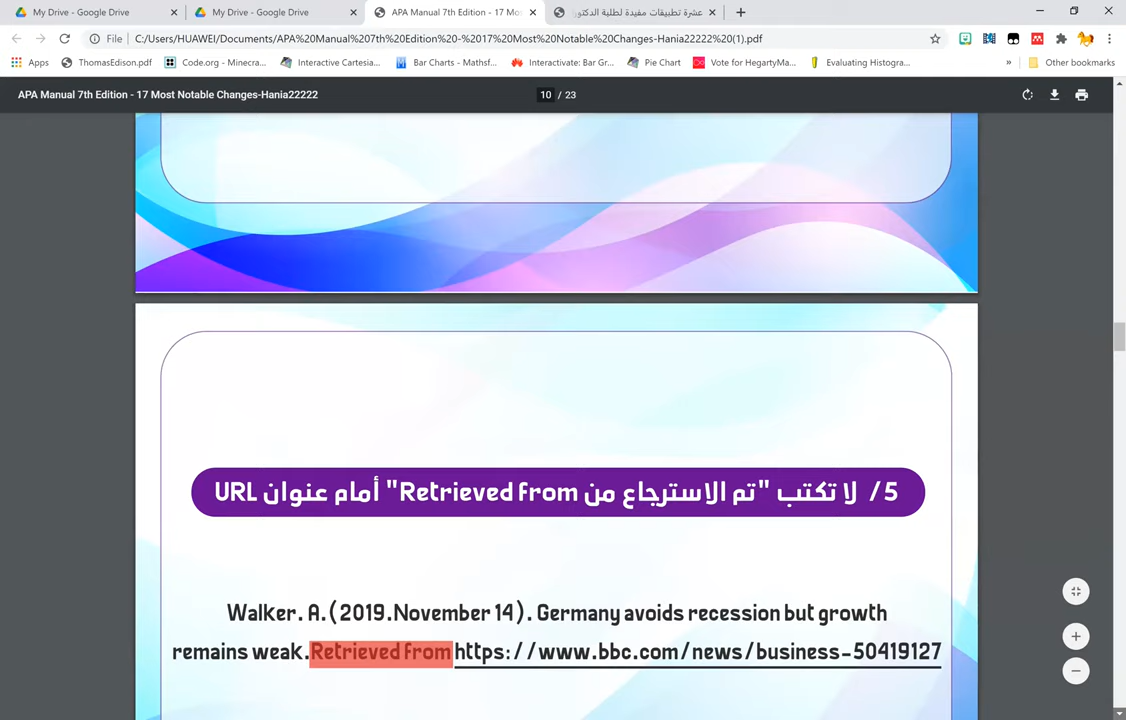 My Drive - Google Drive
My Drive - Google Drive
APA Manual 7th Edition - 17 Mos
عشرة تطبيقات مفيدة لطلبة الدكتورا
File C:/Users/HUAWEI/Documents/APA%20Manual%207th%20Edition%20-%2017%20Most%20Notable%20Changes-Hania22222%20(1).pdf
Apps ThomasEdison.pdf Code.org - Minecra... Interactive Cartesia... Bar Charts - Mathsf... Interactivate: Bar Gr... Pie Chart Vote for HegartyMa... Evaluating Histogra... » Other bookmarks
APA Manual 7th Edition - 17 Most Notable Changes-Hania22222
10 / 23
5/ لا تكتب "تم الاسترجاع من Retrieved from" أمام عنوان URL
Walker. A.(2019.November 14). Germany avoids recession but growth
remains weak.Retrieved from https://www.bbc.com/news/business-50419127